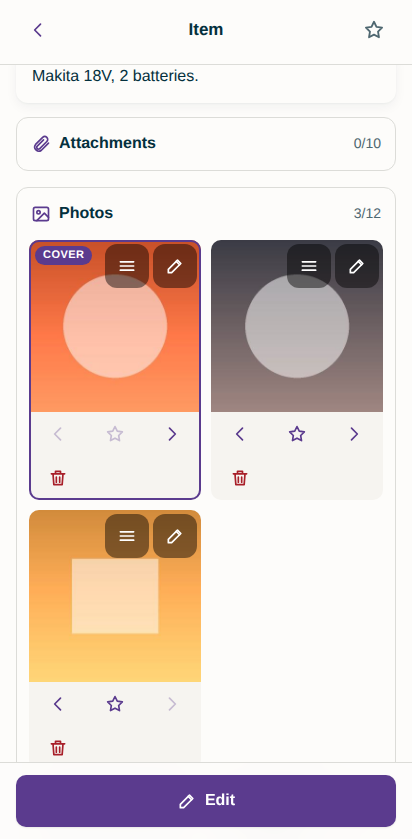 Item
Makita 18V, 2 batteries.
Attachments 0/10
Photos 3/12
COVER
Edit